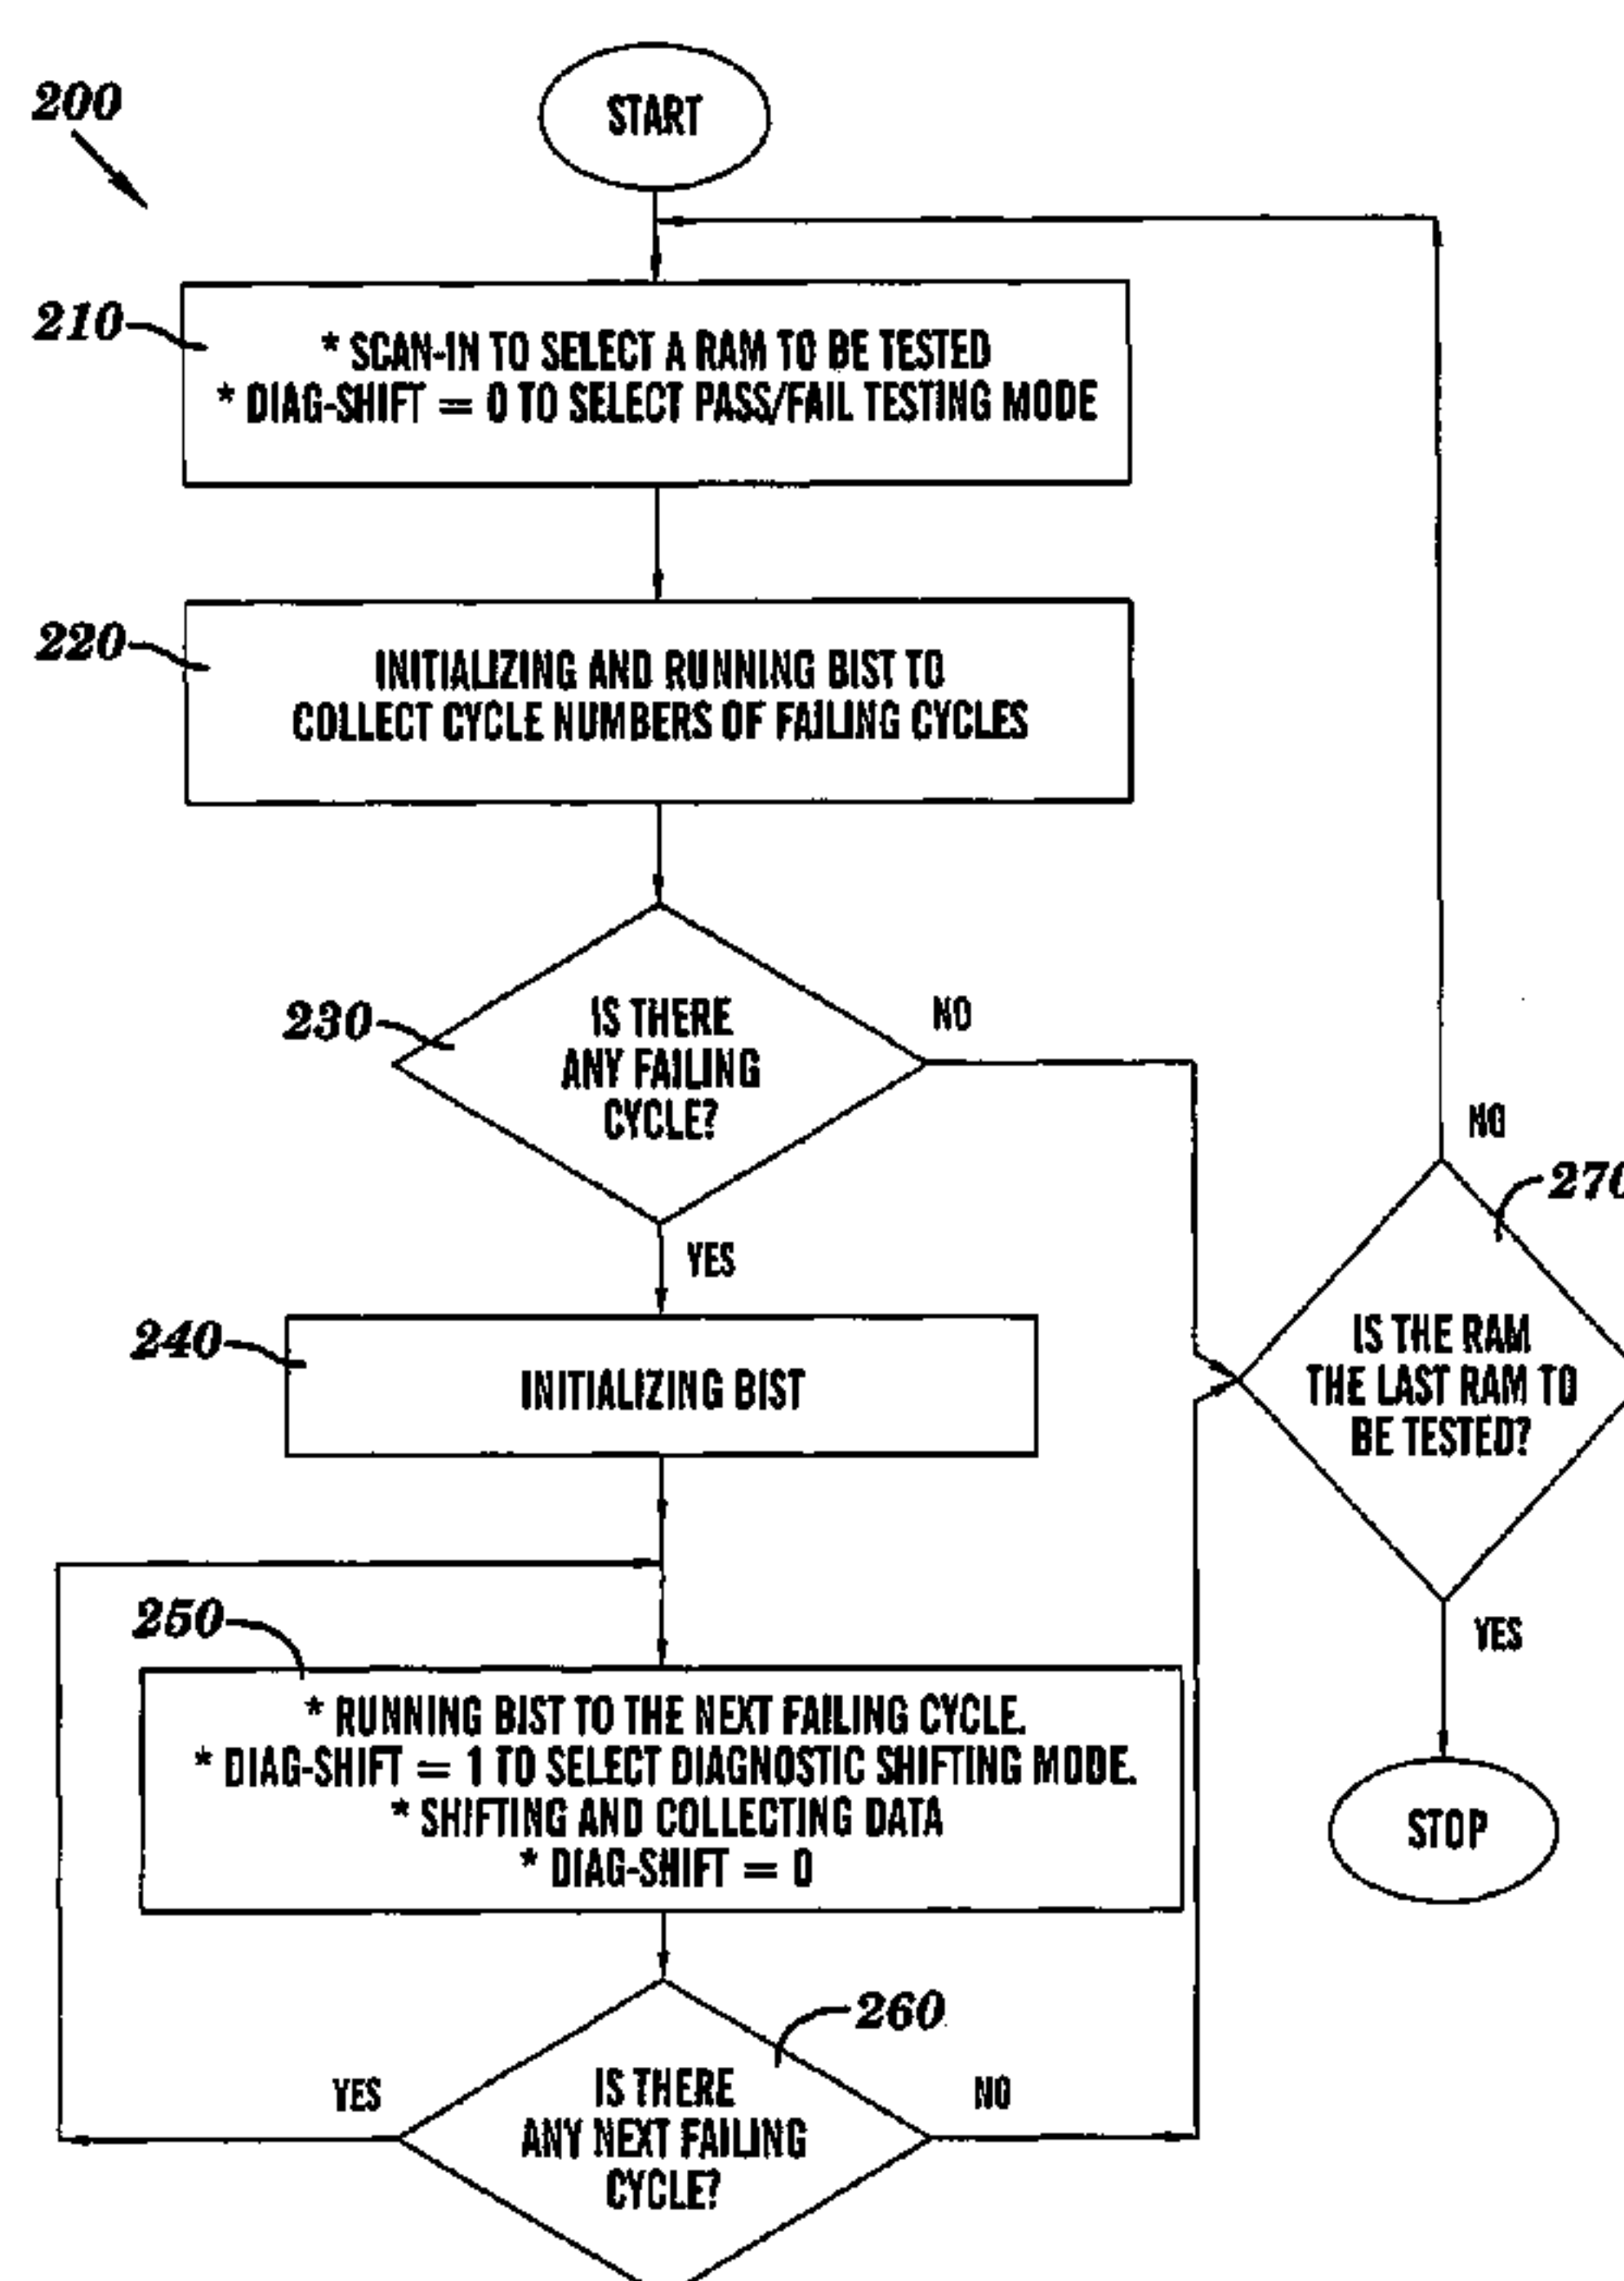 200
START
210
* SCAN-IN TO SELECT A RAM TO BE TESTED
* DIAG-SHIFT = 0 TO SELECT PASS/FAIL TESTING MODE
220
INITIALIZING AND RUNNING BIST TO
COLLECT CYCLE NUMBERS OF FAILING CYCLES
230
IS THERE
ANY FAILING
CYCLE?
NO
YES
NO
270
IS THE RAM
THE LAST RAM TO
BE TESTED?
YES
STOP
240
INITIALIZING BIST
250
* RUNNING BIST TO THE NEXT FAILING CYCLE.
* DIAG-SHIFT = 1 TO SELECT DIAGNOSTIC SHIFTING MODE.
* SHIFTING AND COLLECTING DATA
* DIAG-SHIFT = 0
260
IS THERE
ANY NEXT FAILING
CYCLE?
YES
NO